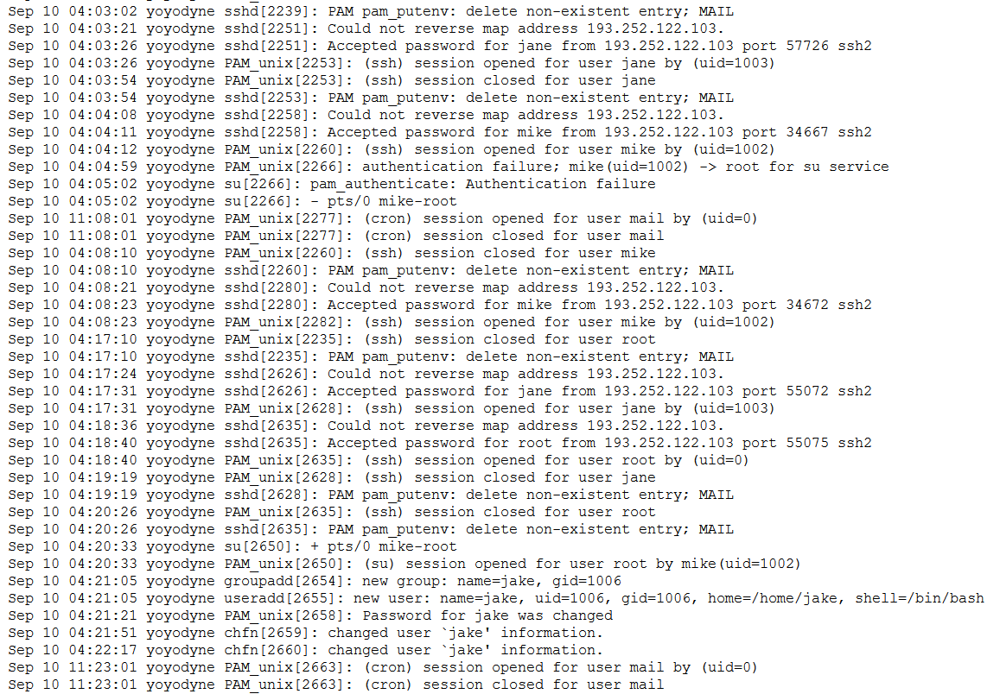 Sep 10 04:03:02 yoyodyne sshd[2239]: PAM pam_putenv: delete non-existent entry; MAIL
Sep 10 04:03:21 yoyodyne sshd[2251]: Could not reverse map address 193.252.122.103.
Sep 10 04:03:26 yoyodyne sshd[2251]: Accepted password for jane from 193.252.122.103 port 57726 ssh2
Sep 10 04:03:26 yoyodyne PAM_unix[2253]: (ssh) session opened for user jane by (uid=1003)
Sep 10 04:03:54 yoyodyne PAM_unix[2253]: (ssh) session closed for user jane
Sep 10 04:03:54 yoyodyne sshd[2253]: PAM pam_putenv: delete non-existent entry; MAIL
Sep 10 04:04:08 yoyodyne sshd[2258]: Could not reverse map address 193.252.122.103.
Sep 10 04:04:11 yoyodyne sshd[2258]: Accepted password for mike from 193.252.122.103 port 34667 ssh2
Sep 10 04:04:12 yoyodyne PAM_unix[2260]: (ssh) session opened for user mike by (uid=1002)
Sep 10 04:04:59 yoyodyne PAM_unix[2266]: authentication failure; mike(uid=1002) -> root for su service
Sep 10 04:05:02 yoyodyne su[2266]: pam_authenticate: Authentication failure
Sep 10 04:05:02 yoyodyne su[2266]: - pts/0 mike-root
Sep 10 11:08:01 yoyodyne PAM_unix[2277]: (cron) session opened for user mail by (uid=0)
Sep 10 11:08:01 yoyodyne PAM_unix[2277]: (cron) session closed for user mail
Sep 10 04:08:10 yoyodyne PAM_unix[2260]: (ssh) session closed for user mike
Sep 10 04:08:10 yoyodyne sshd[2260]: PAM pam_putenv: delete non-existent entry; MAIL
Sep 10 04:08:21 yoyodyne sshd[2280]: Could not reverse map address 193.252.122.103.
Sep 10 04:08:23 yoyodyne sshd[2280]: Accepted password for mike from 193.252.122.103 port 34672 ssh2
Sep 10 04:08:23 yoyodyne PAM_unix[2282]: (ssh) session opened for user mike by (uid=1002)
Sep 10 04:17:10 yoyodyne PAM_unix[2235]: (ssh) session closed for user root
Sep 10 04:17:10 yoyodyne sshd[2235]: PAM pam_putenv: delete non-existent entry; MAIL
Sep 10 04:17:24 yoyodyne sshd[2626]: Could not reverse map address 193.252.122.103.
Sep 10 04:17:31 yoyodyne sshd[2626]: Accepted password for jane from 193.252.122.103 port 55072 ssh2
Sep 10 04:17:31 yoyodyne PAM_unix[2628]: (ssh) session opened for user jane by (uid=1003)
Sep 10 04:18:36 yoyodyne sshd[2635]: Could not reverse map address 193.252.122.103.
Sep 10 04:18:40 yoyodyne sshd[2635]: Accepted password for root from 193.252.122.103 port 55075 ssh2
Sep 10 04:18:40 yoyodyne PAM_unix[2635]: (ssh) session opened for user root by (uid=0)
Sep 10 04:19:19 yoyodyne PAM_unix[2628]: (ssh) session closed for user jane
Sep 10 04:19:19 yoyodyne sshd[2628]: PAM pam_putenv: delete non-existent entry; MAIL
Sep 10 04:20:26 yoyodyne PAM_unix[2635]: (ssh) session closed for user root
Sep 10 04:20:26 yoyodyne sshd[2635]: PAM pam_putenv: delete non-existent entry; MAIL
Sep 10 04:20:33 yoyodyne su[2650]: + pts/0 mike-root
Sep 10 04:20:33 yoyodyne PAM_unix[2650]: (su) session opened for user root by mike(uid=1002)
Sep 10 04:21:05 yoyodyne groupadd[2654]: new group: name=jake, gid=1006
Sep 10 04:21:05 yoyodyne useradd[2655]: new user: name=jake, uid=1006, gid=1006, home=/home/jake, shell=/bin/bash
Sep 10 04:21:21 yoyodyne PAM_unix[2658]: Password for jake was changed
Sep 10 04:21:51 yoyodyne chfn[2659]: changed user `jake' information.
Sep 10 04:22:17 yoyodyne chfn[2660]: changed user `jake' information.
Sep 10 11:23:01 yoyodyne PAM_unix[2663]: (cron) session opened for user mail by (uid=0)
Sep 10 11:23:01 yoyodyne PAM_unix[2663]: (cron) session closed for user mail